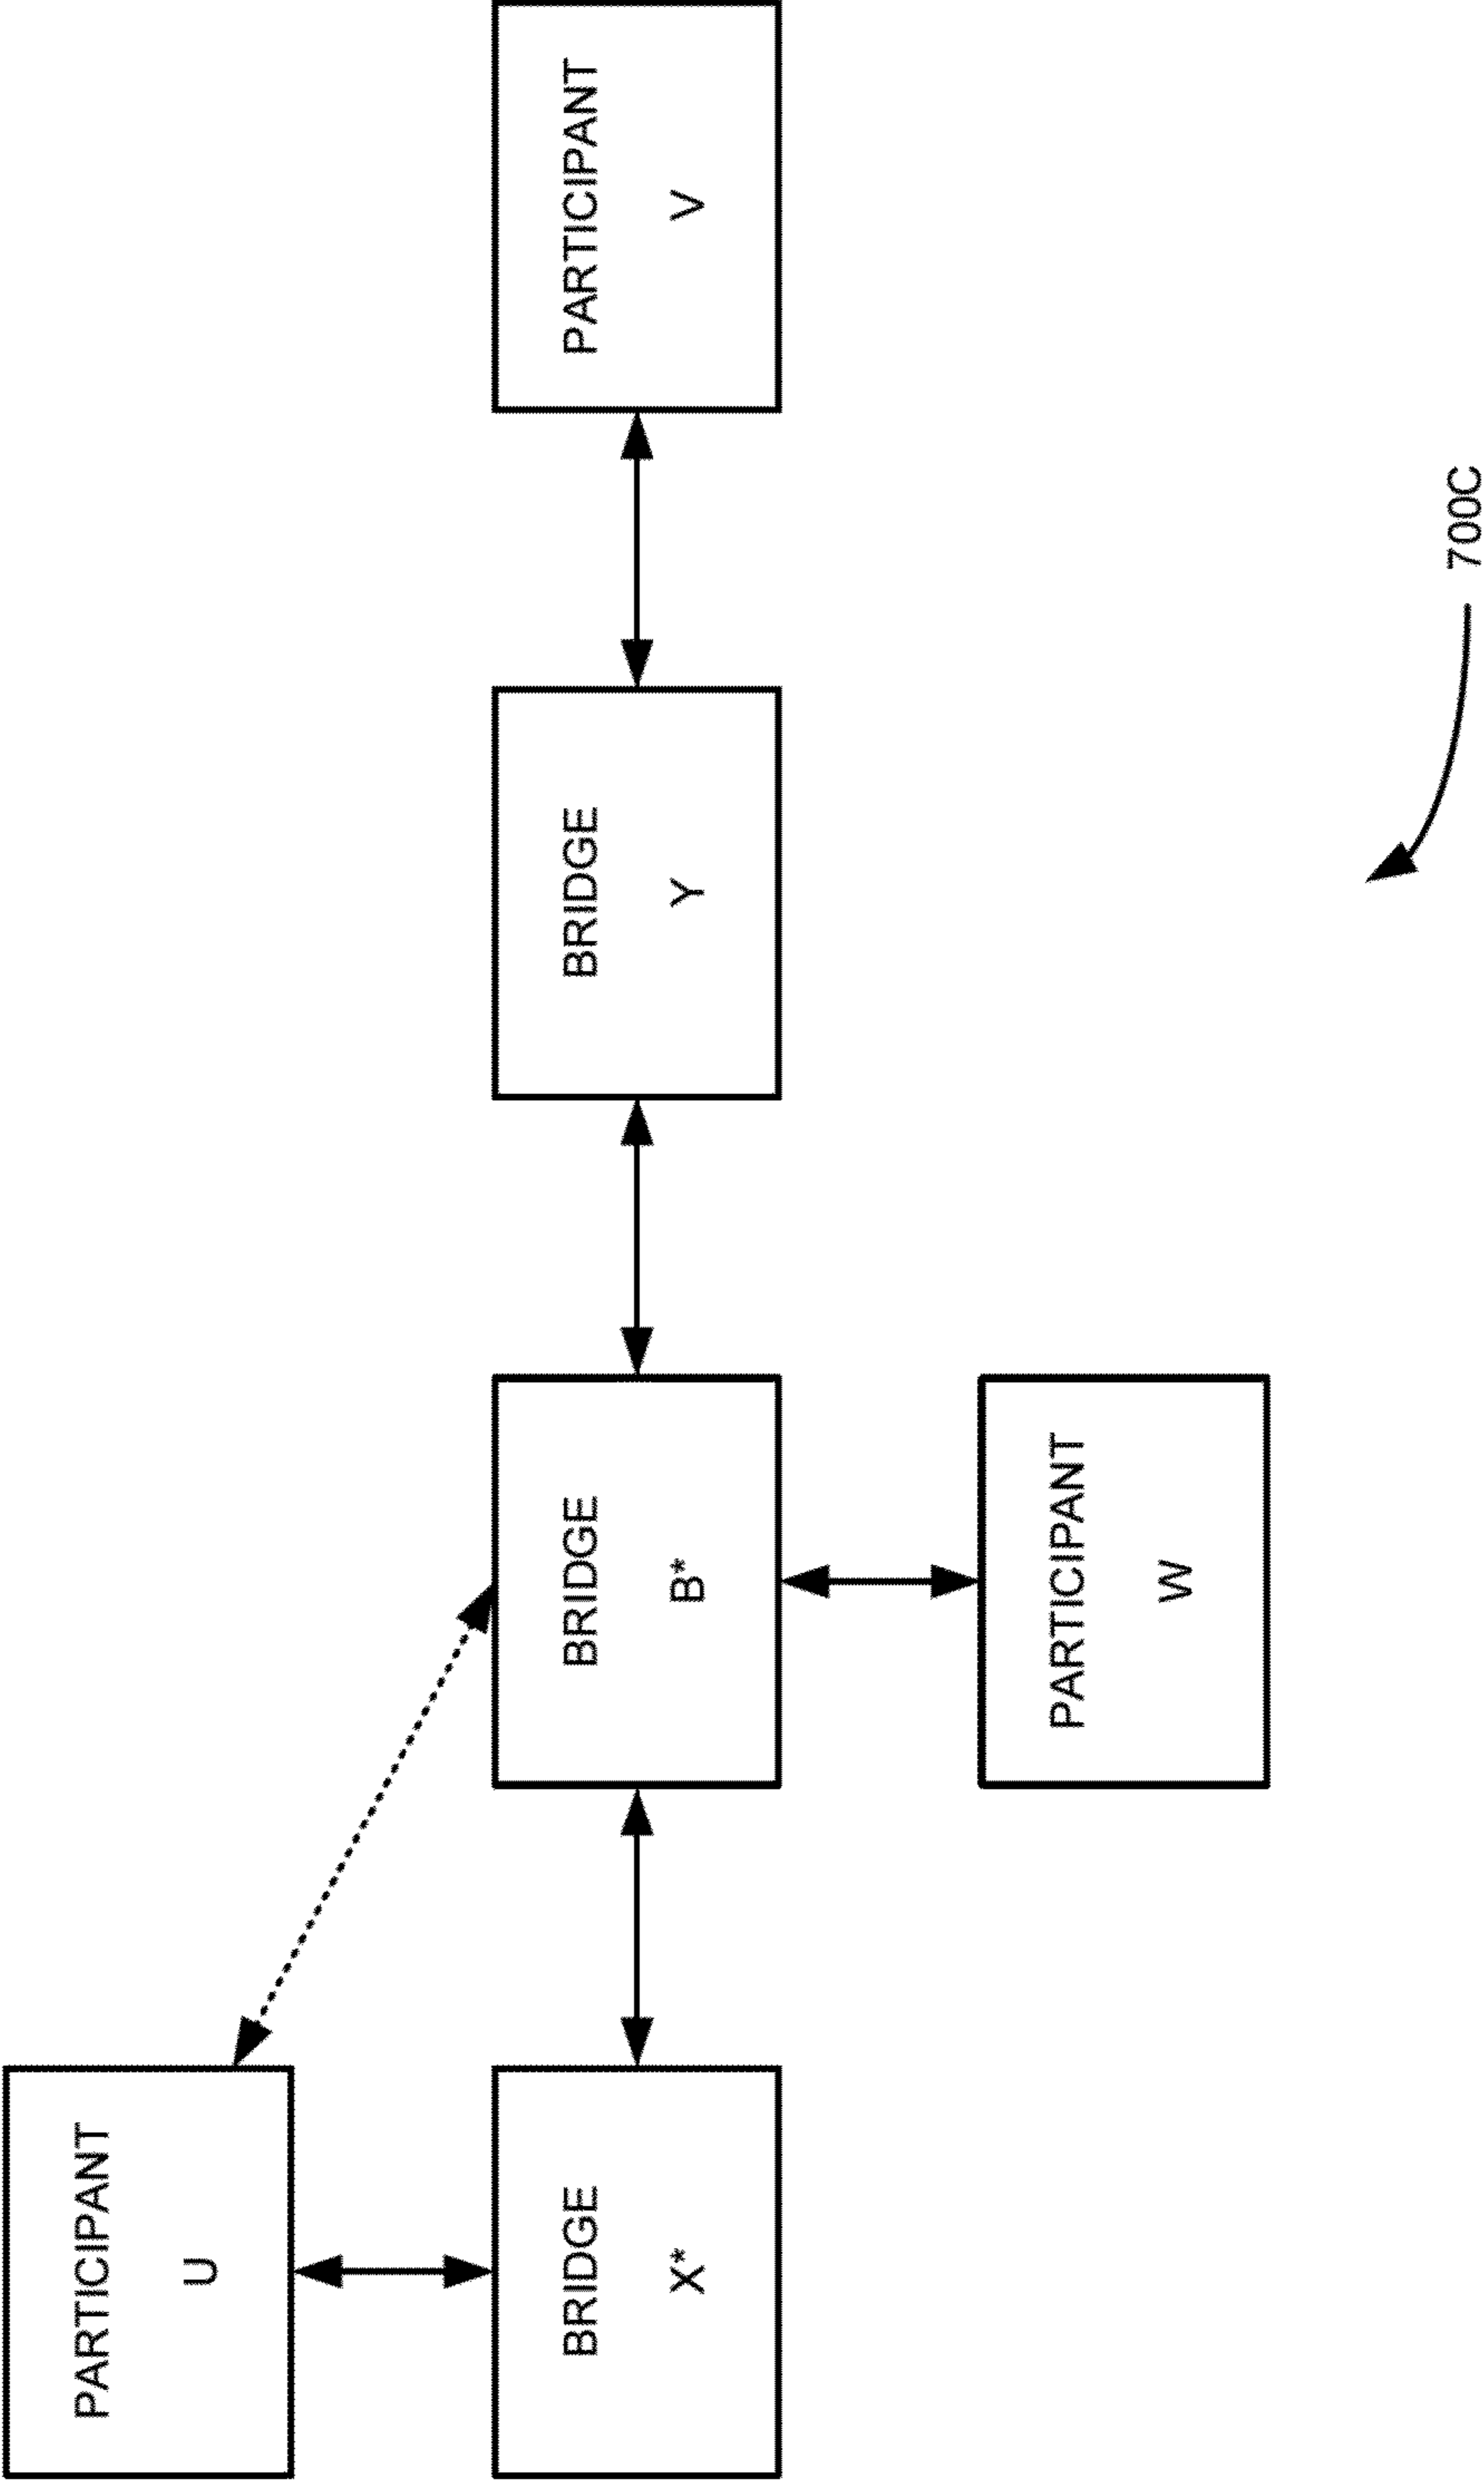 PARTICIPANT
U
BRIDGE
X*
BRIDGE
B*
BRIDGE
Y
PARTICIPANT
V
PARTICIPANT
W
700C